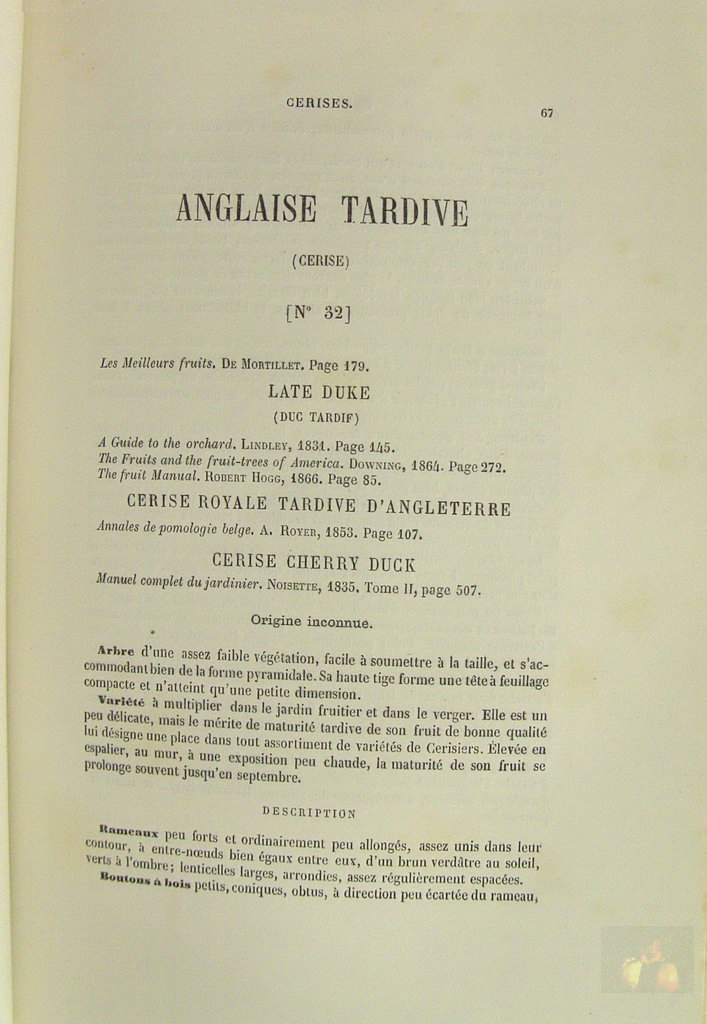 CERISES.
67
ANGLAISE TARDIVE
(CERISE)
[N° 32]
Les Meilleurs fruits. DE MORTILLET. Page 179.
LATE DUKE
(DUC TARDIF)
A Guide to the orchard. LINDLEY, 1831. Page 145.
The Fruits and the fruit-trees of America. DOWNING, 1864. Page 272.
The fruit Manual. ROBERT HOGG, 1866. Page 85.
CERISE ROYALE TARDIVE D'ANGLETERRE
Annales de pomologie belge. A. ROYER, 1853. Page 107.
CERISE CHERRY DUCK
Manuel complet du jardinier. NOISETTE, 1835. Tome II, page 507.
Origine inconnue.
Arbre d'une assez faible végétation, facile à soumettre à la taille, et s'ac-
commodant bien de la forme pyramidale. Sa haute tige forme une tête à feuillage
compacte et n'atteint qu'une petite dimension.
Variété à multiplier dans le jardin fruitier et dans le verger. Elle est un
peu délicate, mais le mérite de maturité tardive de son fruit de bonne qualité
lui désigne une place dans tout assortiment de variétés de Cerisiers. Élevée en
espalier, au mur, à une exposition peu chaude, la maturité de son fruit se
prolonge souvent jusqu'en septembre.
DESCRIPTION
Rameaux peu forts et ordinairement peu allongés, assez unis dans leur
contour, à entre-nœuds bien égaux entre eux, d'un brun verdâtre au soleil,
verts à l'ombre; lenticelles larges, arrondies, assez régulièrement espacées.
Boutons à bois petits, coniques, obtus, à direction peu écartée du rameau,